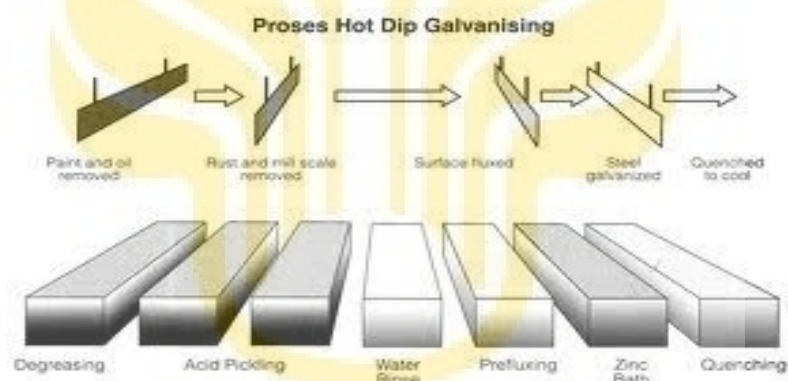 Proses Hot Dip Galvanising
Paint and oil
removed
Rust and mill scale
removed
Surface fluxed
Steel
galvanized
Quenched
to cool
Degreasing
Acid Pickling
Water
Rinse
Prefluxing
Zinc
Bath
Quenching